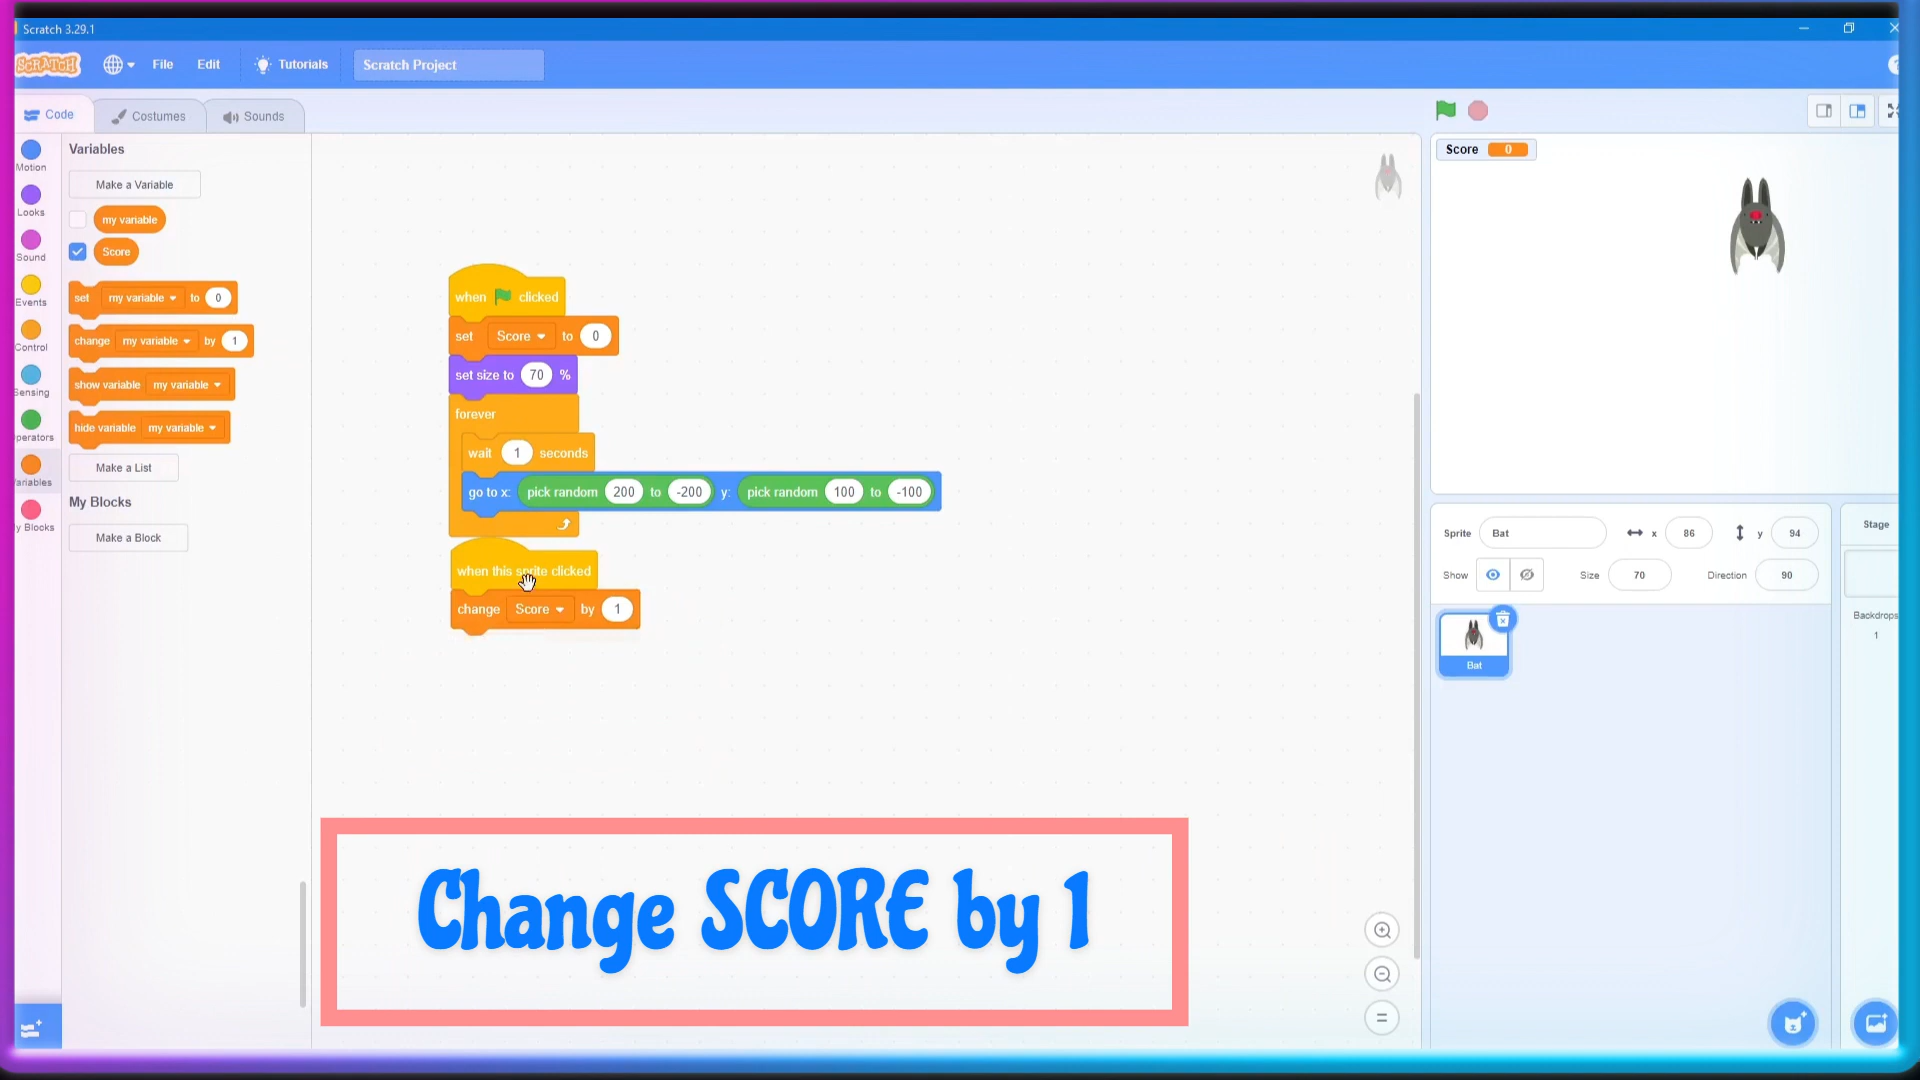 Scratch 3.29.1
SCRATCH
File
Edit
Tutorials
Scratch Project
Code
Costumes
Sounds
Motion
Looks
Sound
Events
Control
Sensing
perators
ariables
y Blocks
Variables
Make a Variable
my variable
Score
set my variable to 0
change my variable by 1
show variable my variable
hide variable my variable
Make a List
My Blocks
Make a Block
when clicked
set Score to 0
set size to 70 %
forever
wait 1 seconds
go to x: pick random 200 to -200 y: pick random 100 to -100
when this sprite clicked
change Score by 1
Change SCORE by 1
Score 0
Sprite Bat x 86 y 94
Show Size 70 Direction 90
Bat
Stage
Backdrops
1